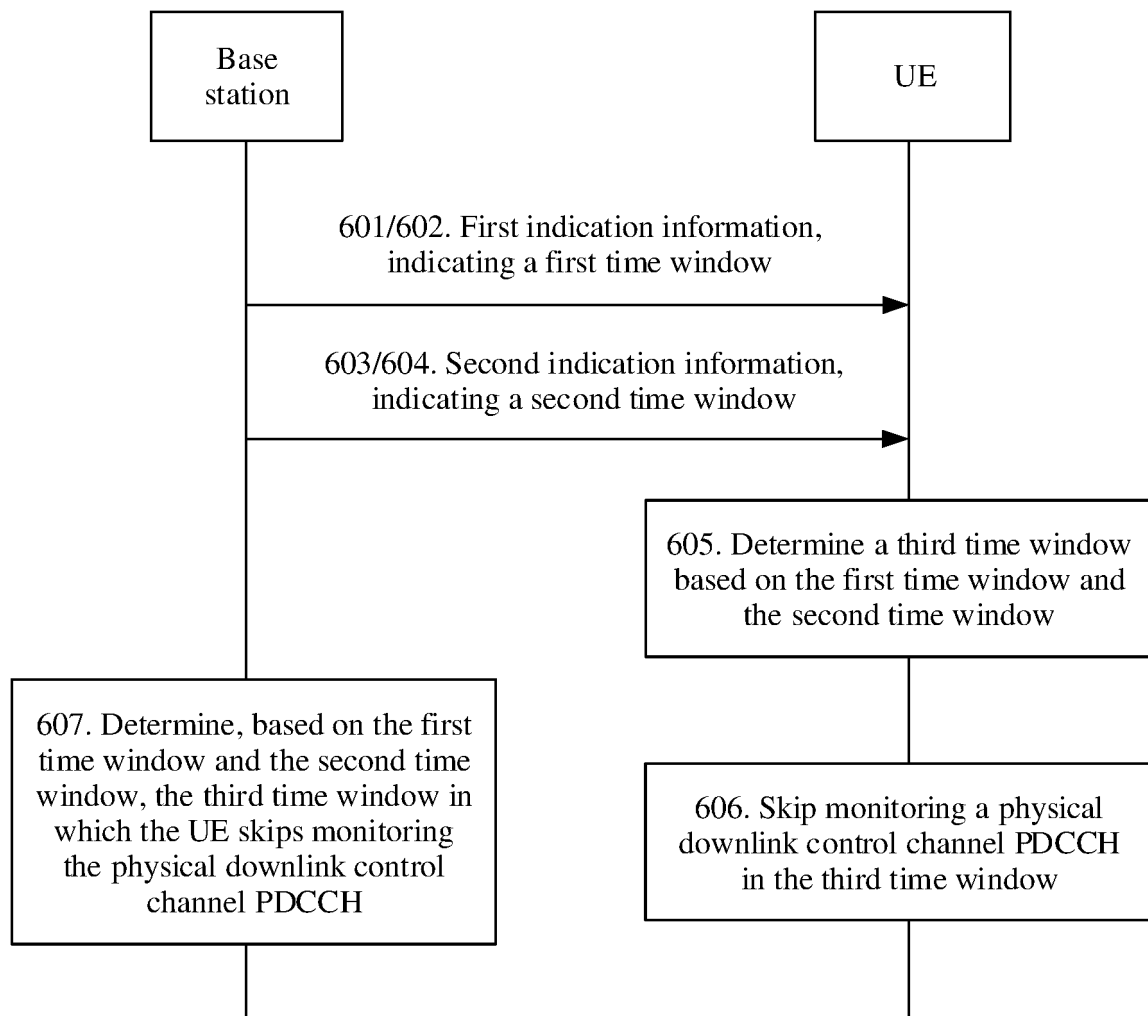 Base
station
UE
601/602. First indication information,
indicating a first time window
603/604. Second indication information,
indicating a second time window
605. Determine a third time window
based on the first time window and
the second time window
607. Determine, based on the first
time window and the second time
window, the third time window in
which the UE skips monitoring
the physical downlink control
channel PDCCH
606. Skip monitoring a physical
downlink control channel PDCCH
in the third time window